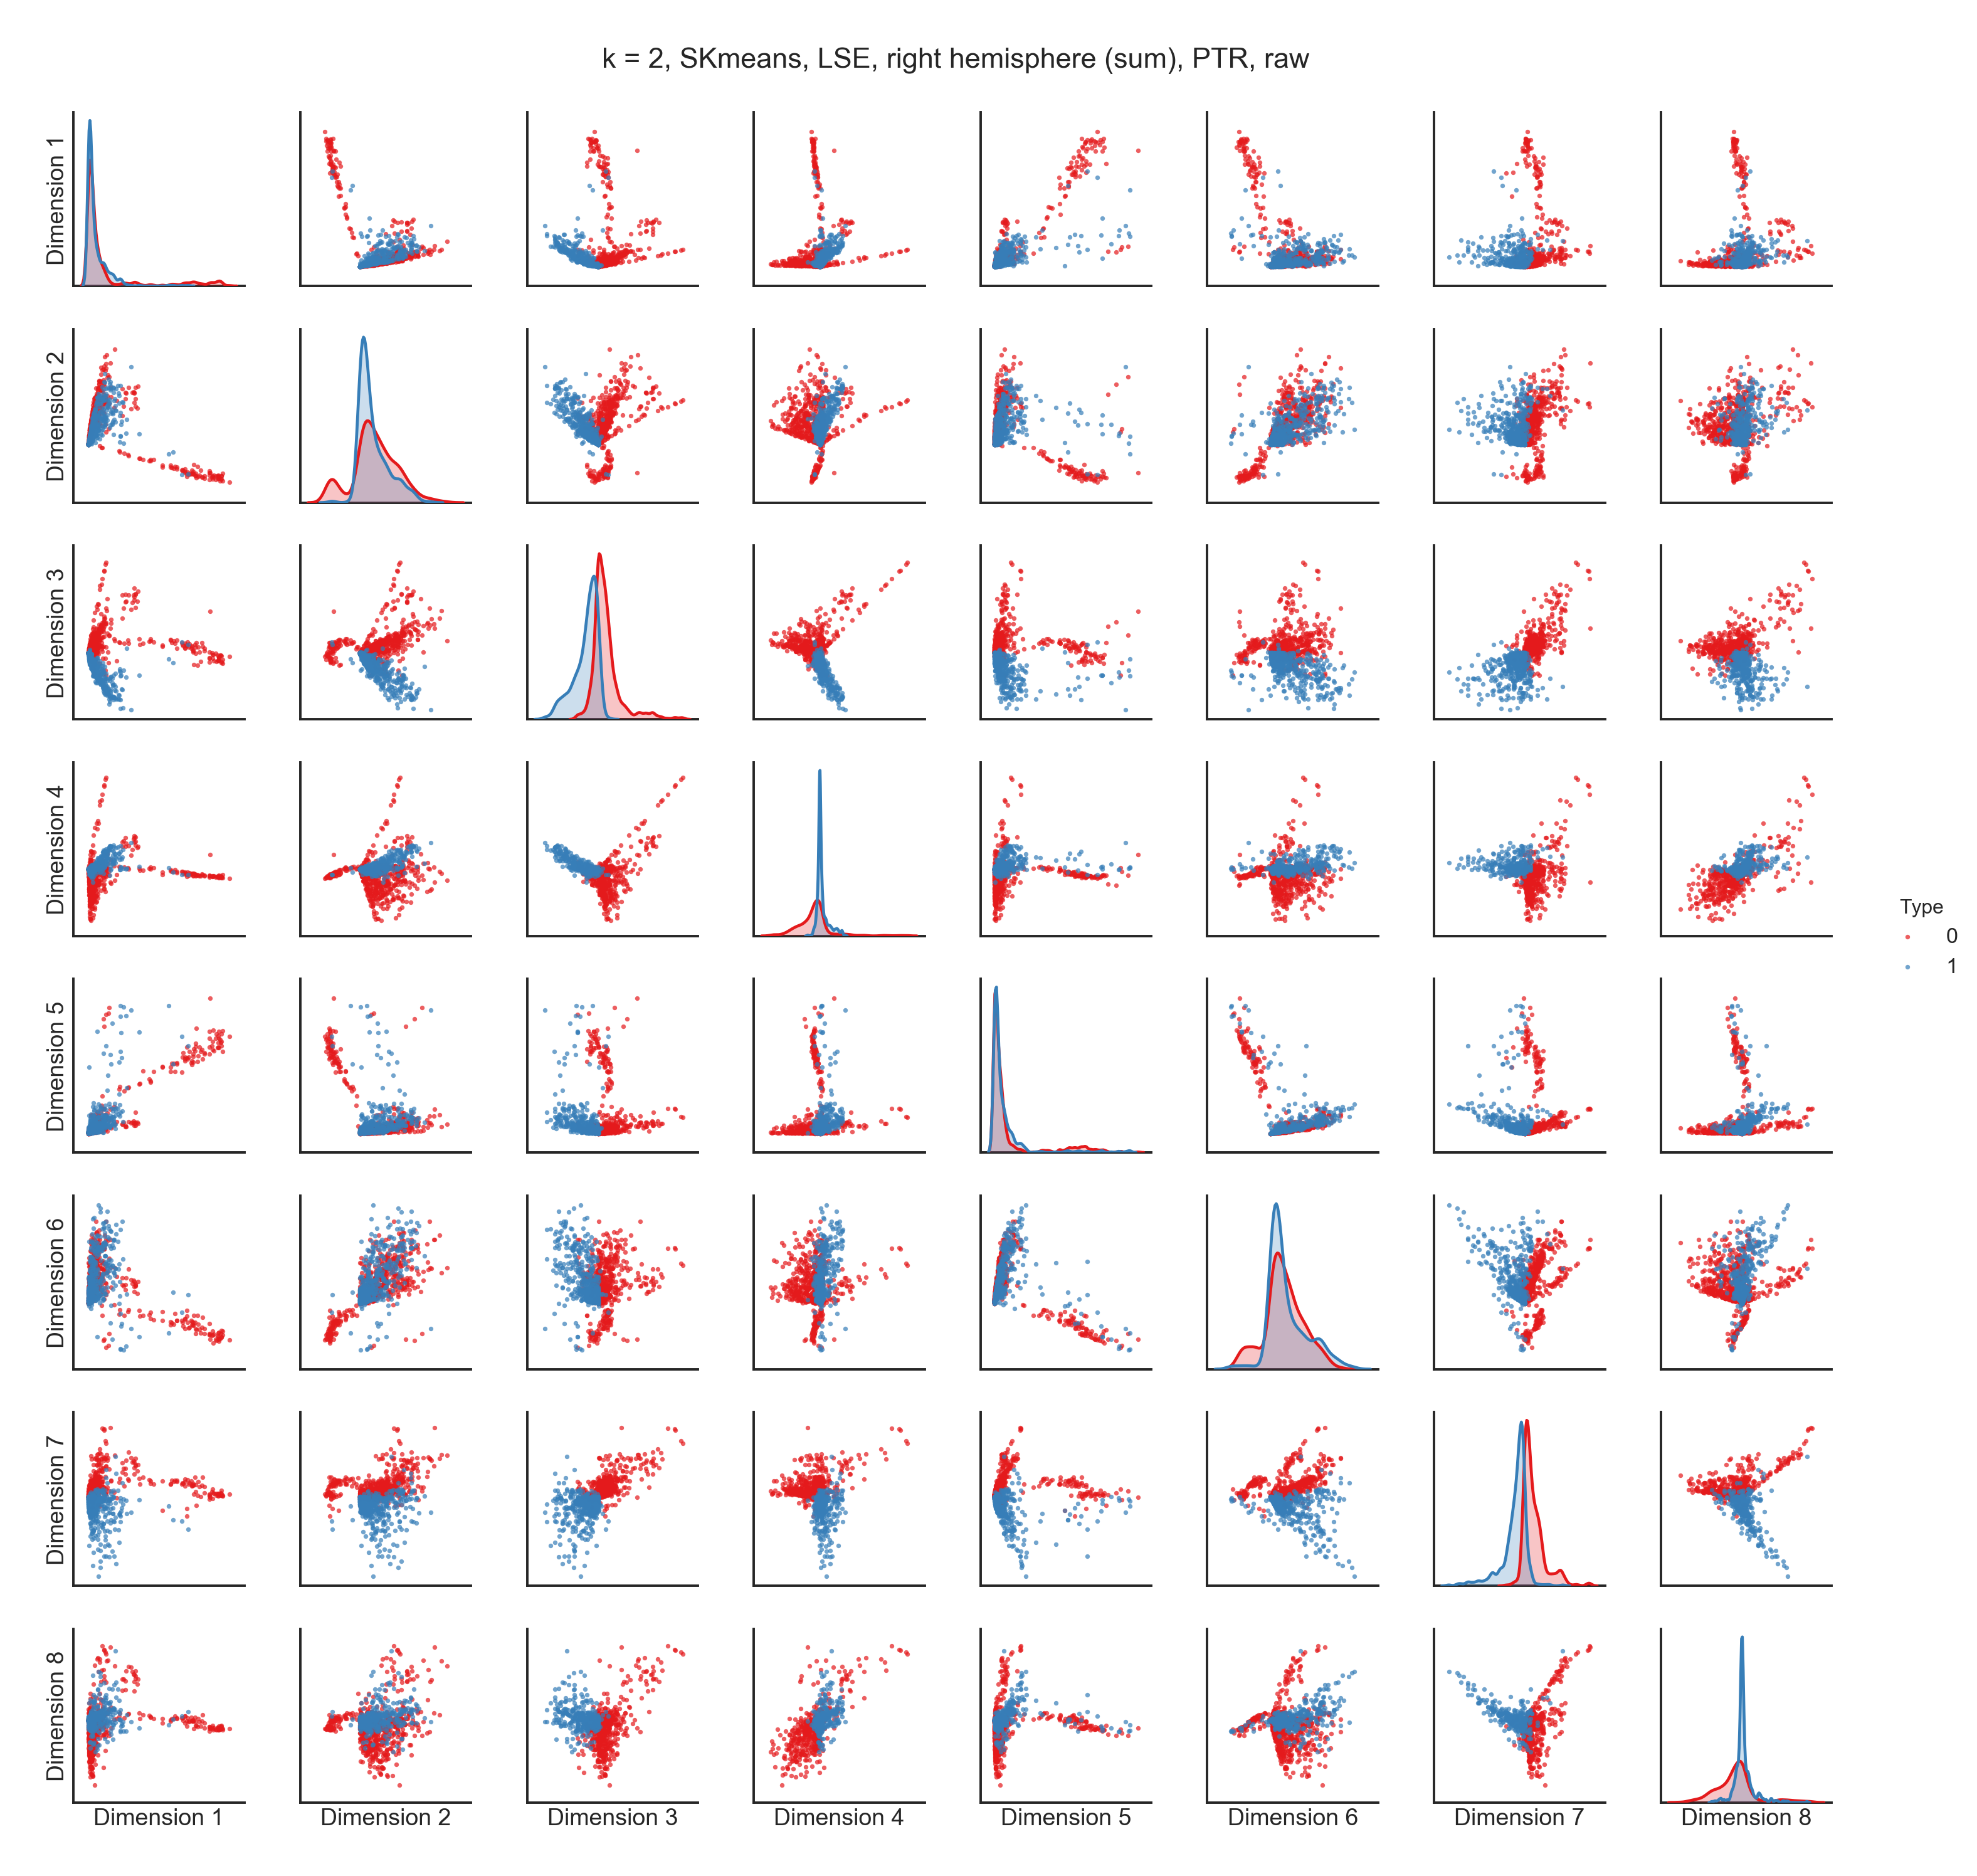 k = 2, SKmeans, LSE, right hemisphere (sum), PTR, raw
Dimension 1
Dimension 2
Dimension 3
Dimension 4
Dimension 5
Dimension 6
Dimension 7
Dimension 8
Type
0
1
Dimension 1
Dimension 2
Dimension 3
Dimension 4
Dimension 5
Dimension 6
Dimension 7
Dimension 8